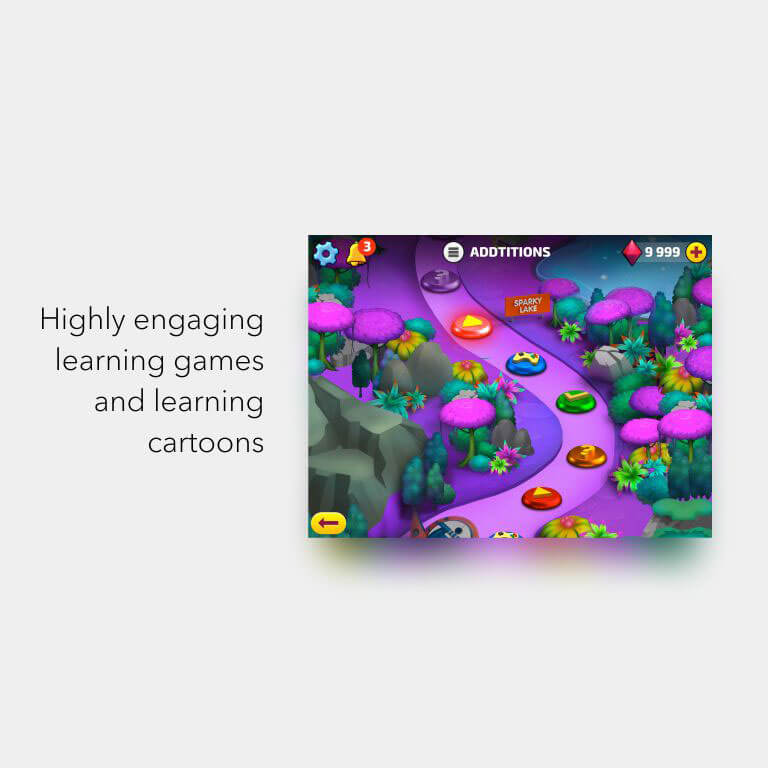 Highly engaging
learning games
and learning
cartoons
3
ADDTITIONS
9 999
SPARKY
LAKE